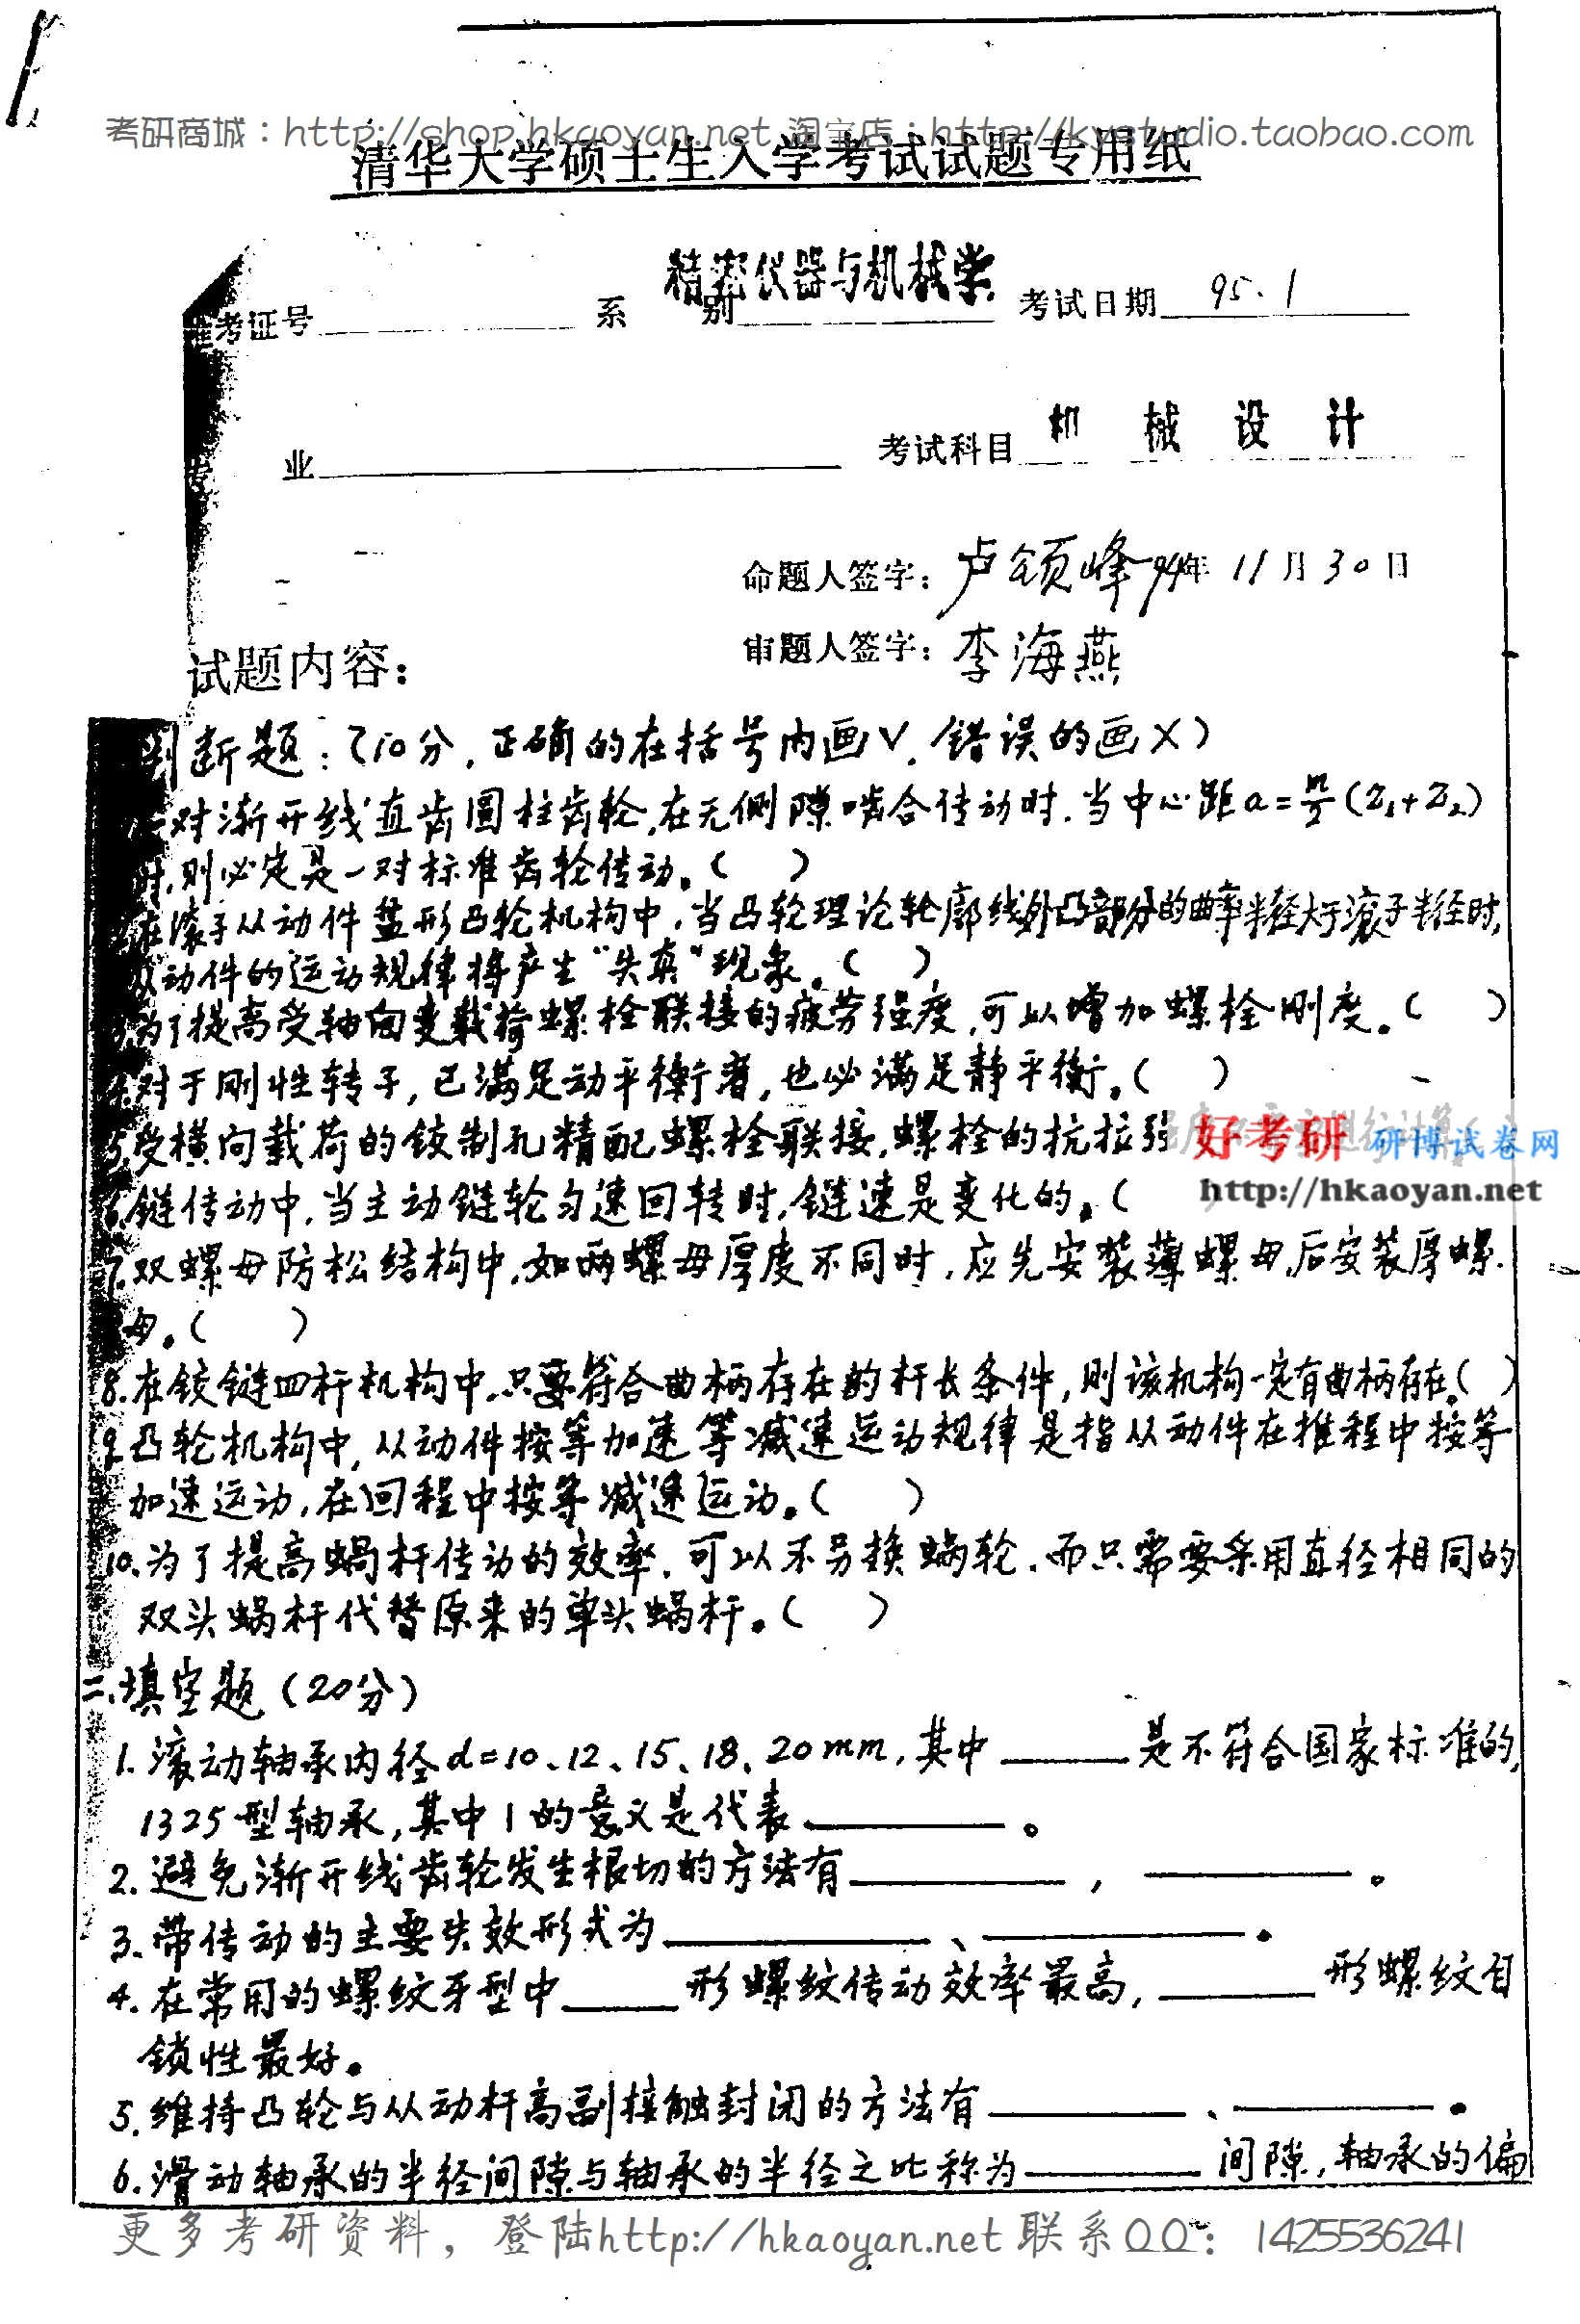 考研商城：http://shop.hkaoyan.net 淘宝店：http://kystudio.taobao.com
清华大学硕士生入学考试试题专用纸
准考证号 系 别 精密仪器与机械学 考试日期 95.1
专 业 考试科目 机 械 设 计
命题人签字： 卢颂峰 94年 11月30日
审题人签字： 李海燕
试题内容：
判断题：(10分，正确的在括号内画V，错误的画X)
一对渐开线直齿圆柱齿轮，在无侧隙啮合传动时，当中心距a=m/2(Z₁+Z₂)
时，则必定是一对标准齿轮传动。( )
2.在滚子从动件盘形凸轮机构中，当凸轮理论轮廓线外凸部分的曲率半径大于滚子半径时，
从动件的运动规律将产生"失真"现象。( )
3.为了提高受轴向变载荷螺栓联接的疲劳强度，可以增加螺栓刚度。( )
4.对于刚性转子，已满足动平衡者，也必满足静平衡。( )
5.受横向载荷的铰制孔精配螺栓联接，螺栓的抗拉强
好考研 研博试卷网
http://hkaoyan.net
6.链传动中，当主动链轮匀速回转时，链速是变化的。(
7.双螺母防松结构中，如两螺母厚度不同时，应先安装薄螺母，后安装厚螺
母。( )
8.在铰链四杆机构中，只要符合曲柄存在的杆长条件，则该机构一定有曲柄存在。( )
9.凸轮机构中，从动件按等加速等减速运动规律是指从动件在推程中按等
加速运动，在回程中按等减速运动。( )
10.为了提高蜗杆传动的效率，可以不另换蜗轮，而只需要采用直径相同的
双头蜗杆代替原来的单头蜗杆。( )
二.填空题(20分)
1.滚动轴承内径d=10、12、15、18、20mm，其中______是不符合国家标准的，
1325型轴承，其中1的意义是代表______。
2.避免渐开线齿轮发生根切的方法有______，______。
3.带传动的主要失效形式为______、______。
4.在常用的螺纹牙型中______形螺纹传动效率最高，______形螺纹自
锁性最好。
5.维持凸轮与从动杆高副接触封闭的方法有______、______。
6.滑动轴承的半径间隙与轴承的半径之比称为______间隙，轴承的偏
更多考研资料，登陆http://hkaoyan.net 联系QQ：1425536241